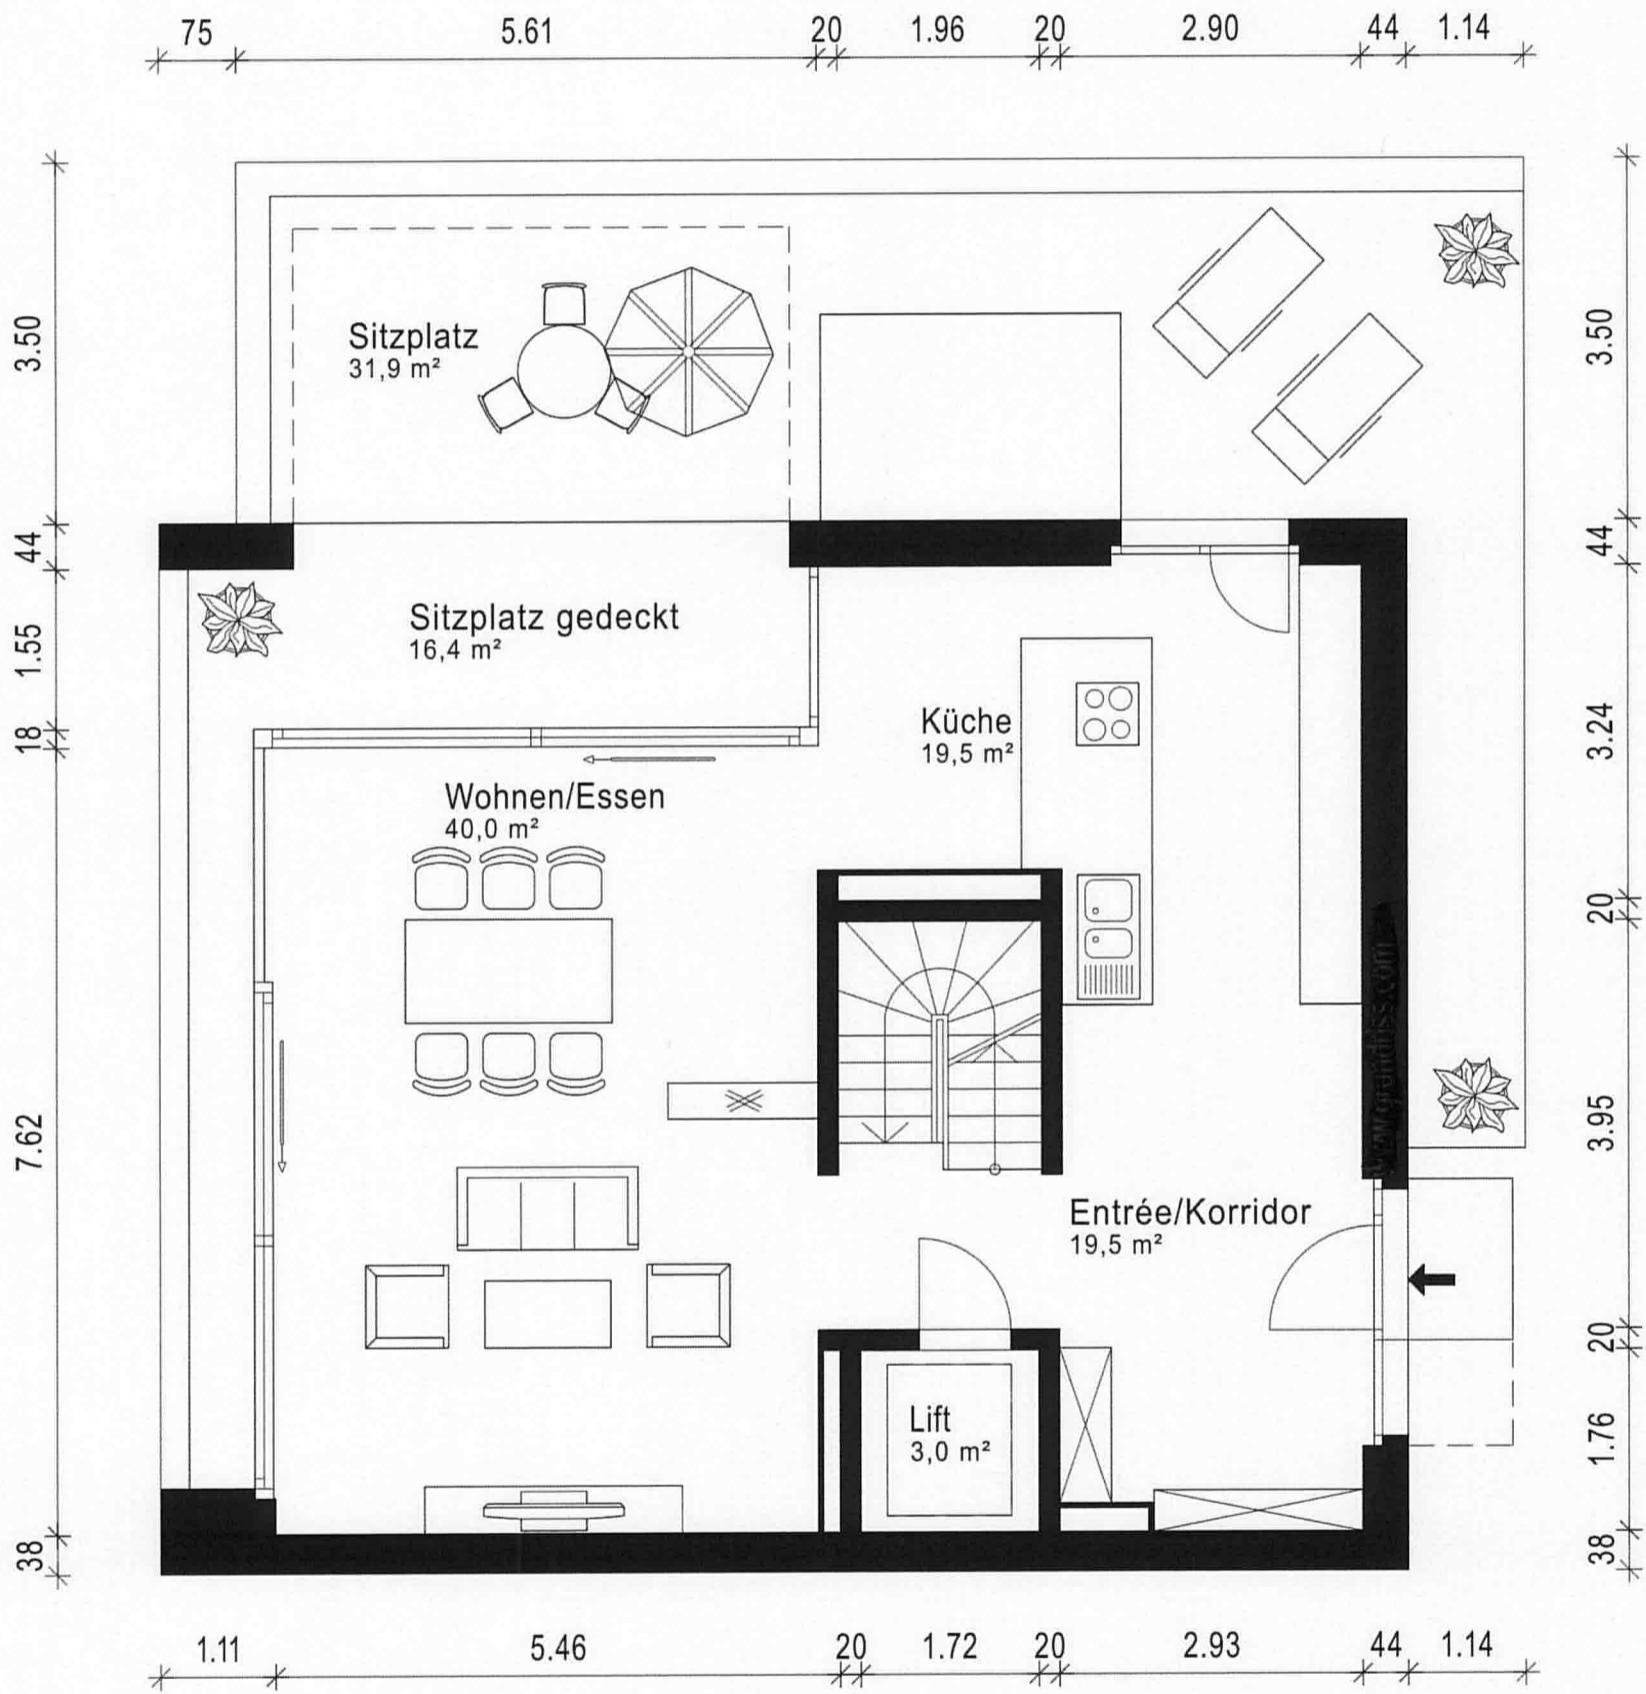 75 5.61 20 1.96 20 2.90 44 1.14
3.50
3.50
Sitzplatz
31,9 m²
44
44
Sitzplatz gedeckt
16,4 m²
1.55
Küche
19,5 m²
3.24
18
Wohnen/Essen
40,0 m²
20
www.grundriss.com
7.62
3.95
Entrée/Korridor
19,5 m²
20
Lift
3,0 m²
1.76
38
38
1.11 5.46 20 1.72 20 2.93 44 1.14